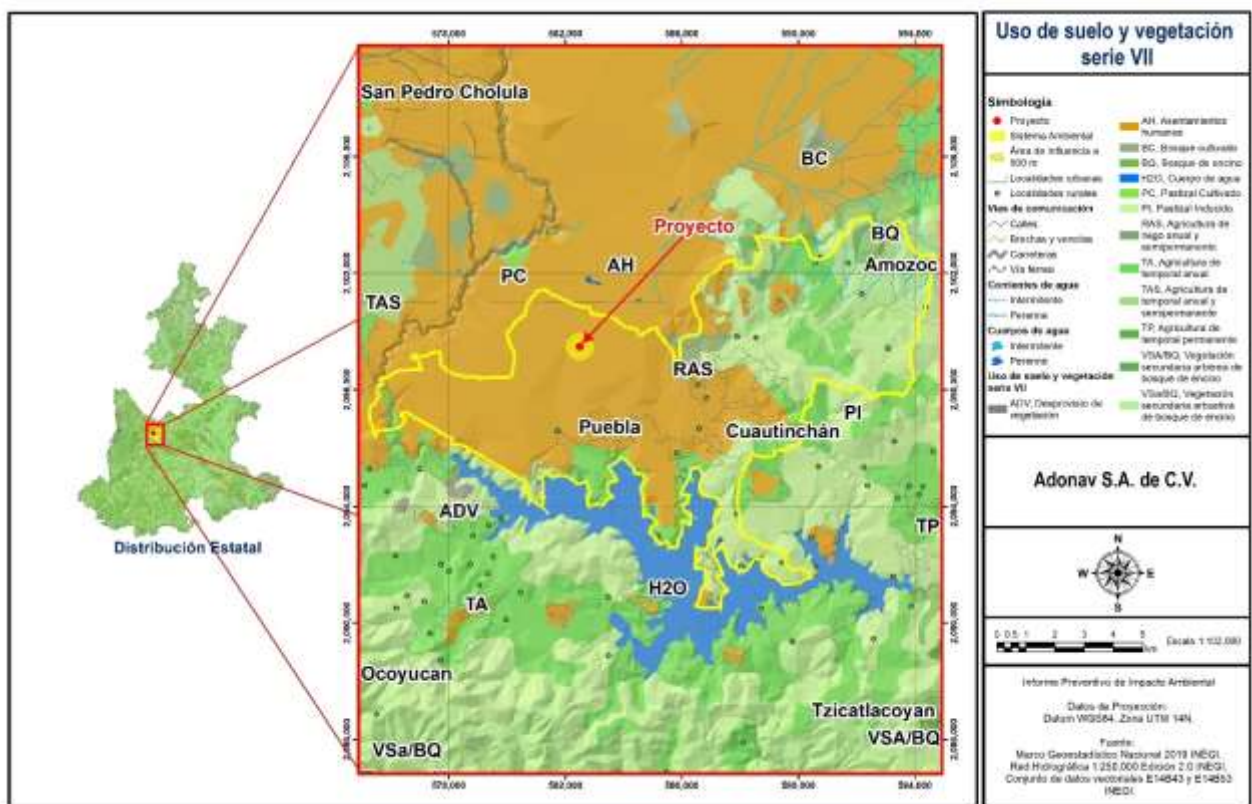 Uso de suelo y vegetación
serie VII
Simbología
Proyecto
Sistema Ambiental
Área de influencia a
500 m
Localidades urbanas
Localidades rurales
Vías de comunicación
Calles
Brechas y veredas
Carreteras
Vía férrea
Corrientes de agua
Intermitente
Perenne
Cuerpos de agua
Intermitente
Perenne
Uso de suelo y vegetación
serie VII
ADV, Desprovisto de
vegetación
AH, Asentamientos
humanos
BC, Bosque cultivado
BQ, Bosque de encino
H2O, Cuerpo de agua
PC, Pastizal Cultivado
PI, Pastizal Inducido
RAS, Agricultura de
riego anual y
semipermanente
TA, Agricultura de
temporal anual
TAS, Agricultura de
temporal anual y
semipermanente
TP, Agricultura de
temporal permanente
VSA/BQ, Vegetación
secundaria arbórea de
bosque de encino
VSa/BQ, Vegetación
secundaria arbustiva
de bosque de encino
Adonav S.A. de C.V.
N
W E
S
0 0.5 1 2 3 4 5
km
Escala 1:102,000
Informe Preventivo de Impacto Ambiental
Datos de Proyección:
Datum WGS84, Zona UTM 14N.
Fuente:
Marco Geoestadístico Nacional 2019 INEGI.
Red Hidrográfica 1:250,000 Edición 2.0 INEGI.
Conjunto de datos vectoriales E14B43 y E14B53
INEGI.
Distribución Estatal
San Pedro Cholula
BC
Proyecto
BQ
AH
Amozoc
PC
TAS
RAS
PI
Puebla
Cuautinchán
ADV
TP
H2O
TA
Ocoyucan
Tzicatlacoyan
VSa/BQ
VSA/BQ